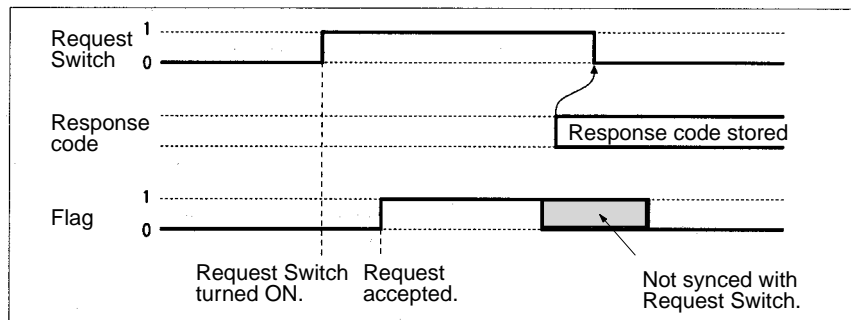 Request
Switch
1
0
Response
code
Response code stored
Flag
1
0
Request Switch
turned ON.
Request
accepted.
Not synced with
Request Switch.